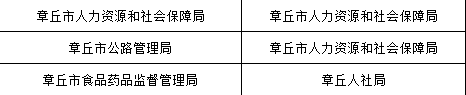 章丘市人力资源和社会保障局 章丘市人力资源和社会保障局
章丘市公路管理局 章丘市人力资源和社会保障局
章丘市食品药品监督管理局 章丘人社局